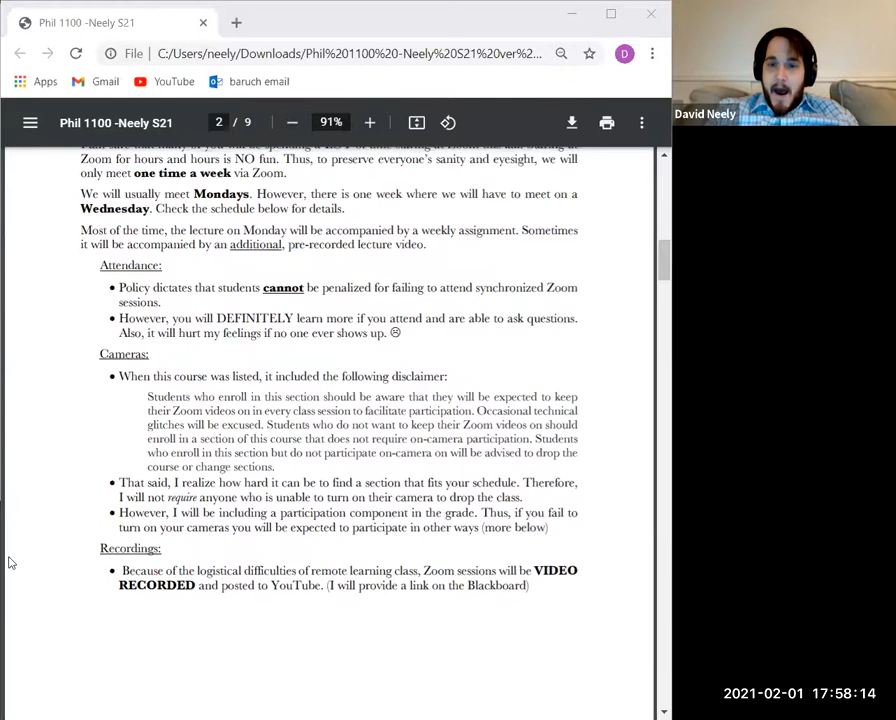 Phil 1100 -Neely S21
File
C:/Users/neely/Downloads/Phil%201100%20-Neely%20S21%20ver%2...
D
Apps
Gmail
YouTube
baruch email
Phil 1100 -Neely S21
2 / 9
91%
Zoom for hours and hours is NO fun. Thus, to preserve everyone's sanity and eyesight, we will
only meet one time a week via Zoom.
We will usually meet Mondays. However, there is one week where we will have to meet on a
Wednesday. Check the schedule below for details.
Most of the time, the lecture on Monday will be accompanied by a weekly assignment. Sometimes
it will be accompanied by an additional, pre-recorded lecture video.
Attendance:
• Policy dictates that students cannot be penalized for failing to attend synchronized Zoom
sessions.
• However, you will DEFINITELY learn more if you attend and are able to ask questions.
Also, it will hurt my feelings if no one ever shows up. ☹
Cameras:
• When this course was listed, it included the following disclaimer:
Students who enroll in this section should be aware that they will be expected to keep
their Zoom videos on in every class session to facilitate participation. Occasional technical
glitches will be excused. Students who do not want to keep their Zoom videos on should
enroll in a section of this course that does not require on-camera participation. Students
who enroll in this section but do not participate on-camera on will be advised to drop the
course or change sections.
• That said, I realize how hard it can be to find a section that fits your schedule. Therefore,
I will not require anyone who is unable to turn on their camera to drop the class.
• However, I will be including a participation component in the grade. Thus, if you fail to
turn on your cameras you will be expected to participate in other ways (more below)
Recordings:
• Because of the logistical difficulties of remote learning class, Zoom sessions will be VIDEO
RECORDED and posted to YouTube. (I will provide a link on the Blackboard)
David Neely
2021-02-01 17:58:14